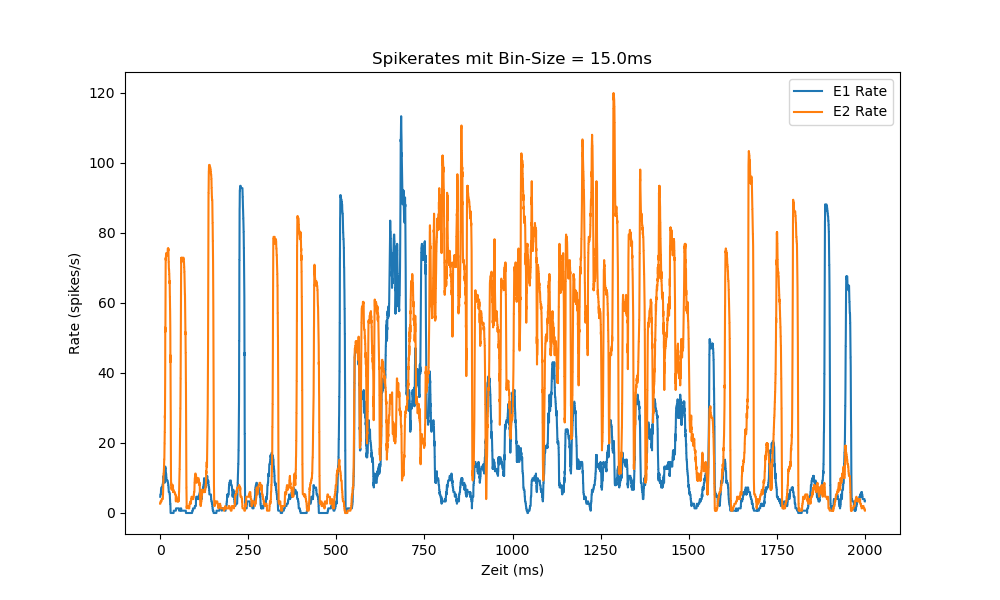 Spikerates mit Bin-Size = 15.0ms
E1 Rate
E2 Rate
120
100
80
60
40
20
0
Rate (spikes/s)
0 250 500 750 1000 1250 1500 1750 2000
Zeit (ms)